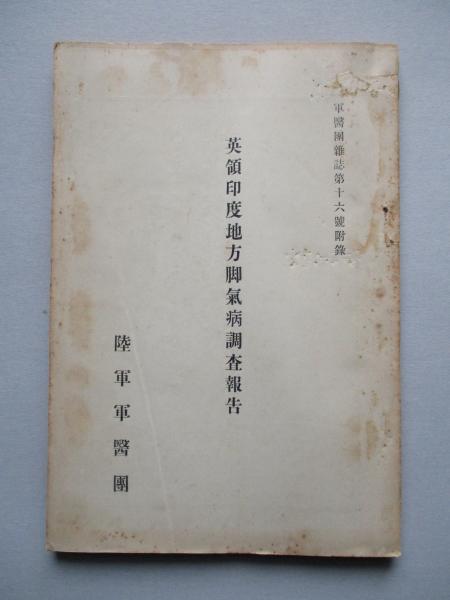 軍醫團雜誌第十六號附錄
英領印度地方脚氣病調査報告
陸軍軍醫團